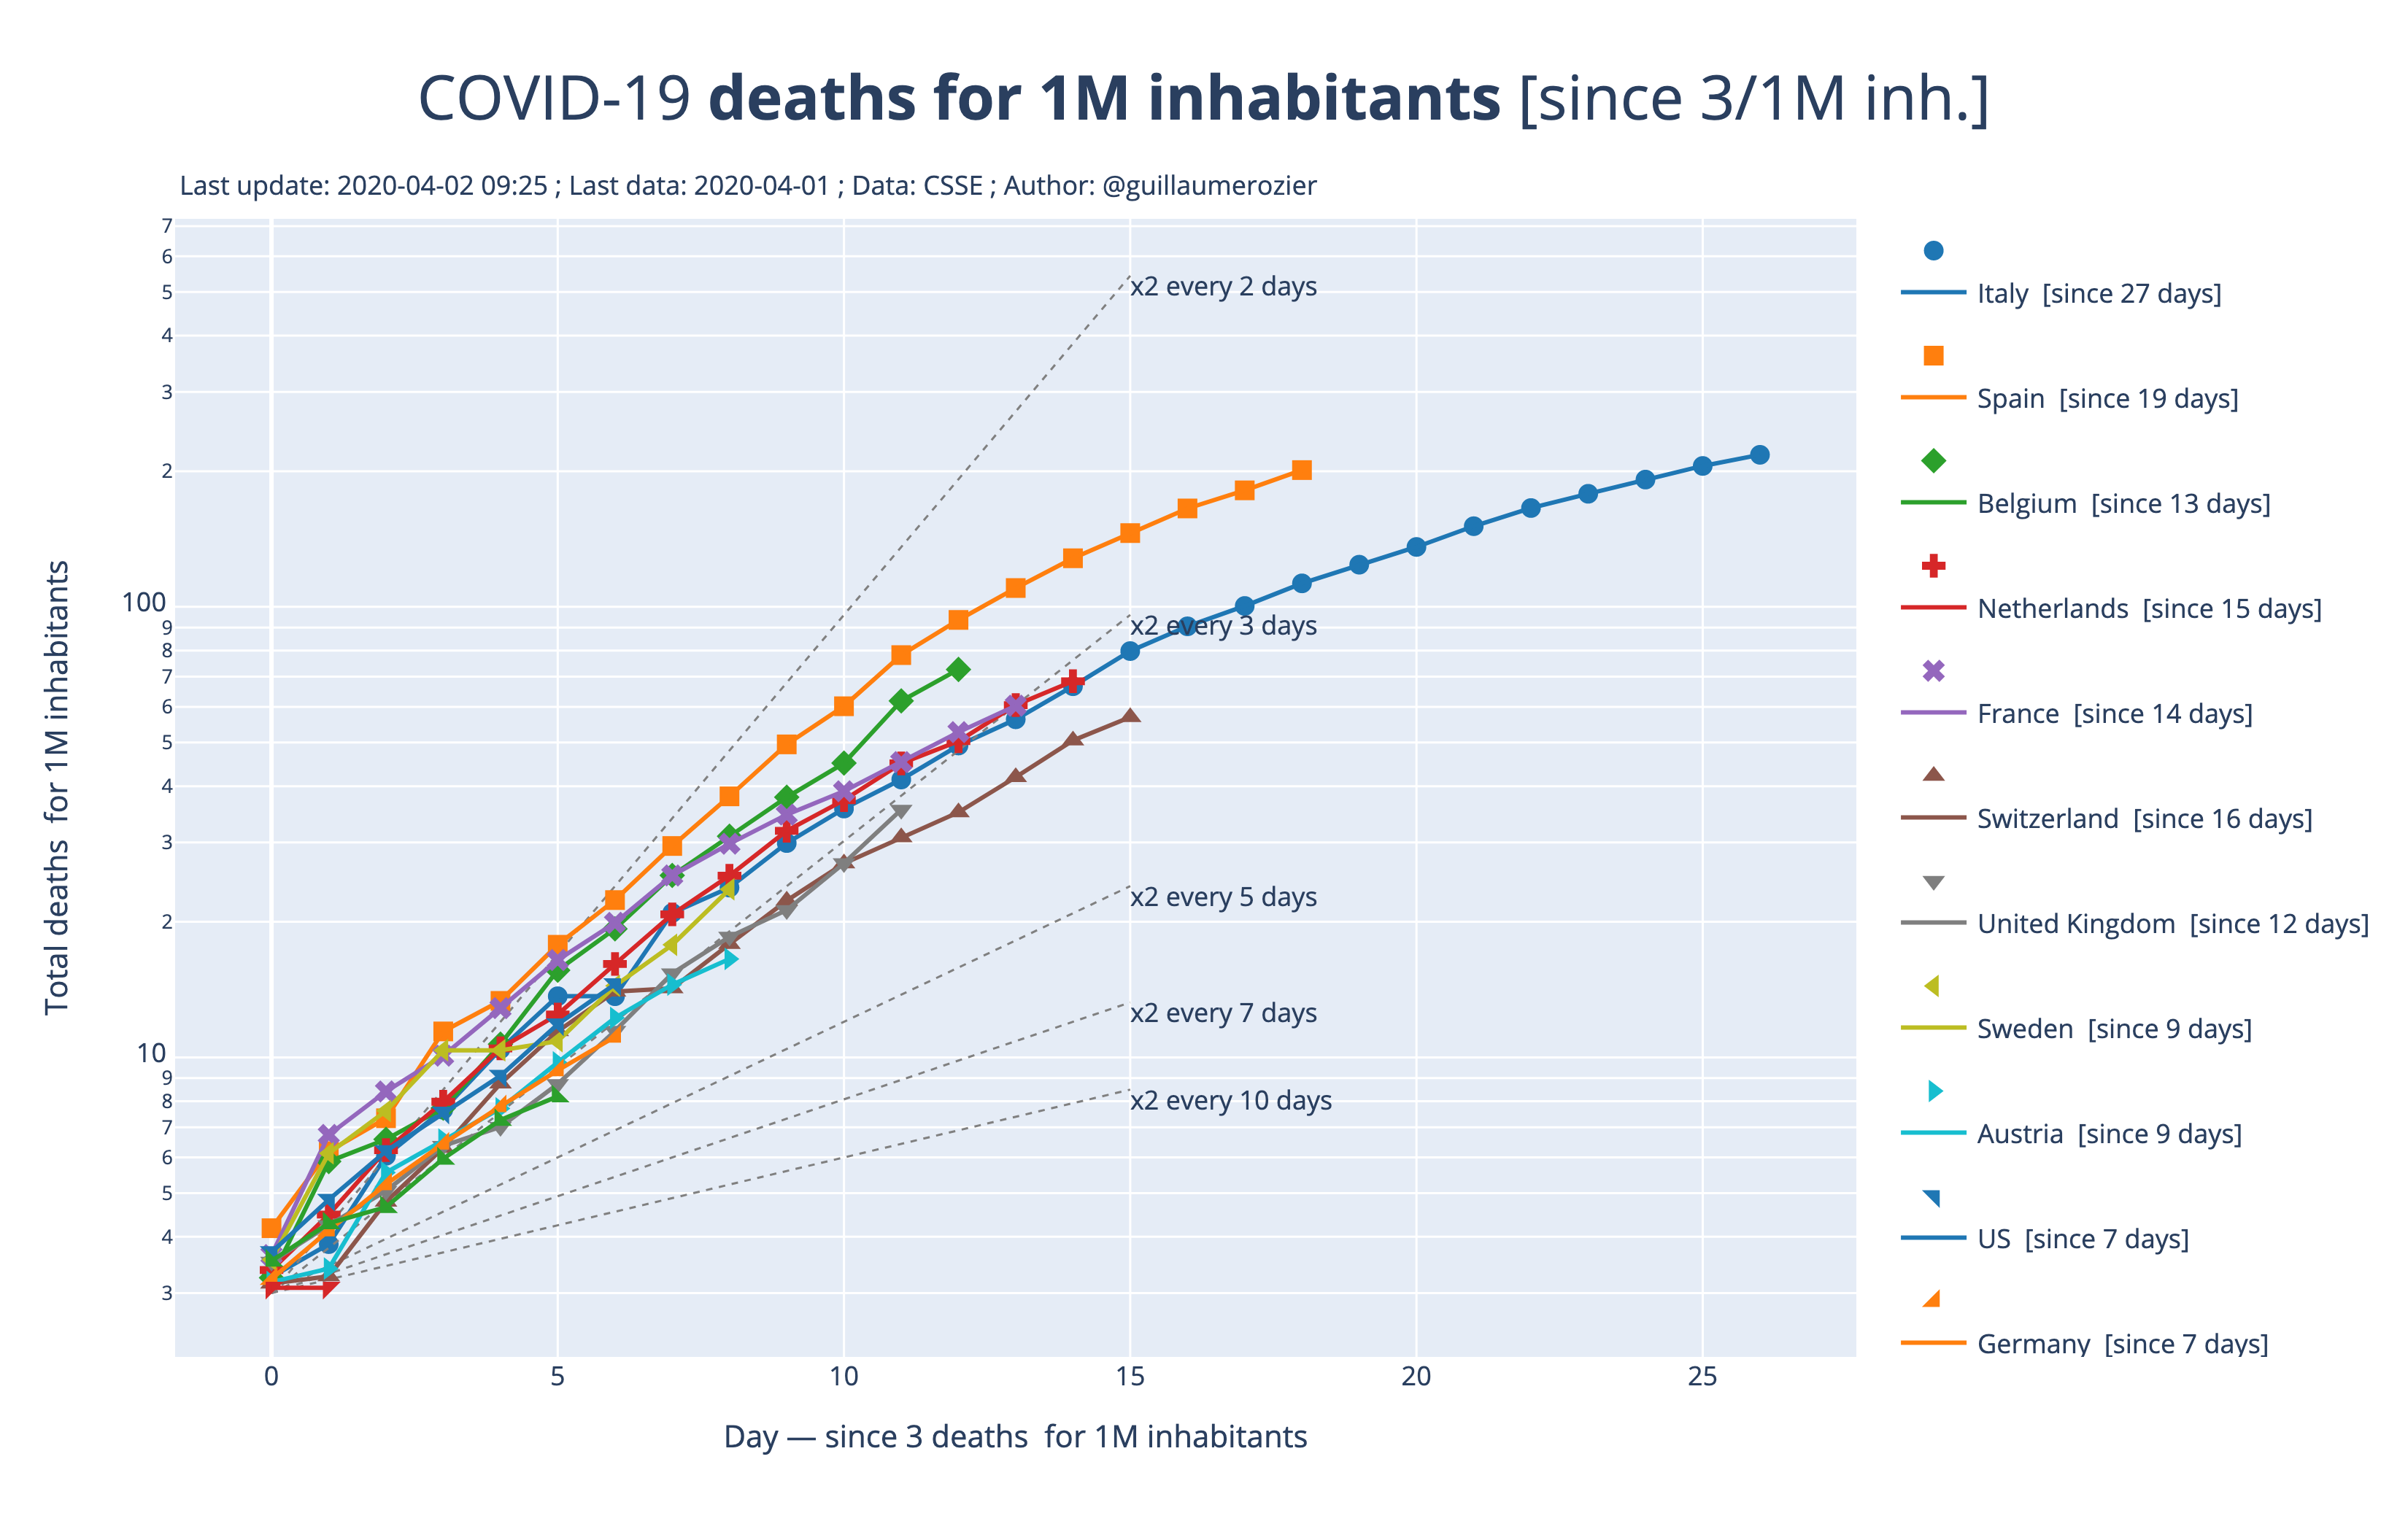 COVID-19 deaths for 1M inhabitants [since 3/1M inh.]
Last update: 2020-04-02 09:25 ; Last data: 2020-04-01 ; Data: CSSE ; Author: @guillaumerozier
Total deaths for 1M inhabitants
7
6
5
4
3
2
100
9
8
7
6
5
4
3
2
10
9
8
7
6
5
4
3
x2 every 2 days
x2 every 3 days
x2 every 5 days
x2 every 7 days
x2 every 10 days
0 5 10 15 20 25
Day — since 3 deaths for 1M inhabitants
Italy [since 27 days]
Spain [since 19 days]
Belgium [since 13 days]
Netherlands [since 15 days]
France [since 14 days]
Switzerland [since 16 days]
United Kingdom [since 12 days]
Sweden [since 9 days]
Austria [since 9 days]
US [since 7 days]
Germany [since 7 days]